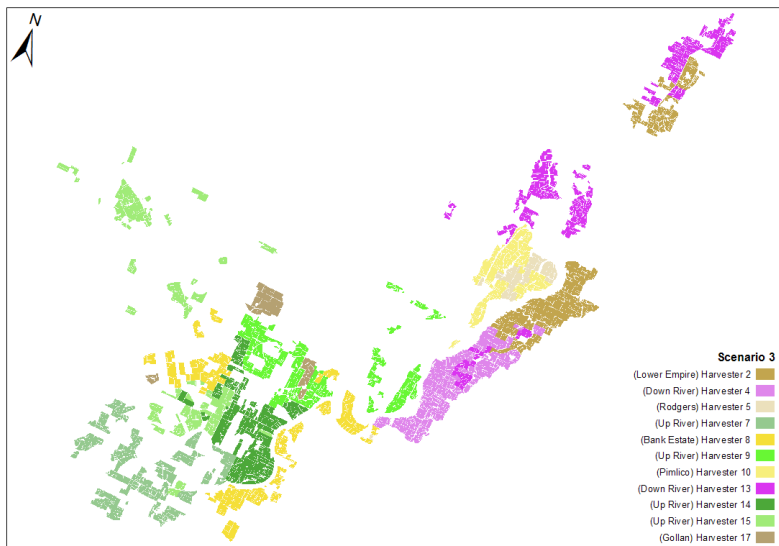 N
Scenario 3
(Lower Empire) Harvester 2
(Down River) Harvester 4
(Rodgers) Harvester 5
(Up River) Harvester 7
(Bank Estate) Harvester 8
(Up River) Harvester 9
(Pimlico) Harvester 10
(Down River) Harvester 13
(Up River) Harvester 14
(Up River) Harvester 15
(Gollan) Harvester 17